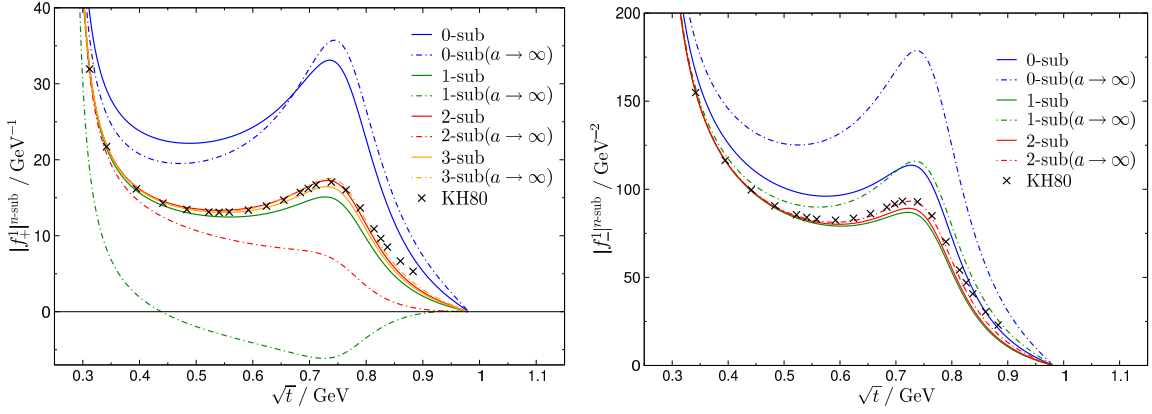 |f^1_+|^{n-sub} / GeV^{−1}
40
30
20
10
0
0.3 0.4 0.5 0.6 0.7 0.8 0.9 1 1.1
√t / GeV
0-sub
0-sub(a → ∞)
1-sub
1-sub(a → ∞)
2-sub
2-sub(a → ∞)
3-sub
3-sub(a → ∞)
KH80
|f^1_−|^{n-sub} / GeV^{−2}
200
150
100
50
0
0.3 0.4 0.5 0.6 0.7 0.8 0.9 1 1.1
√t / GeV
0-sub
0-sub(a → ∞)
1-sub
1-sub(a → ∞)
2-sub
2-sub(a → ∞)
KH80